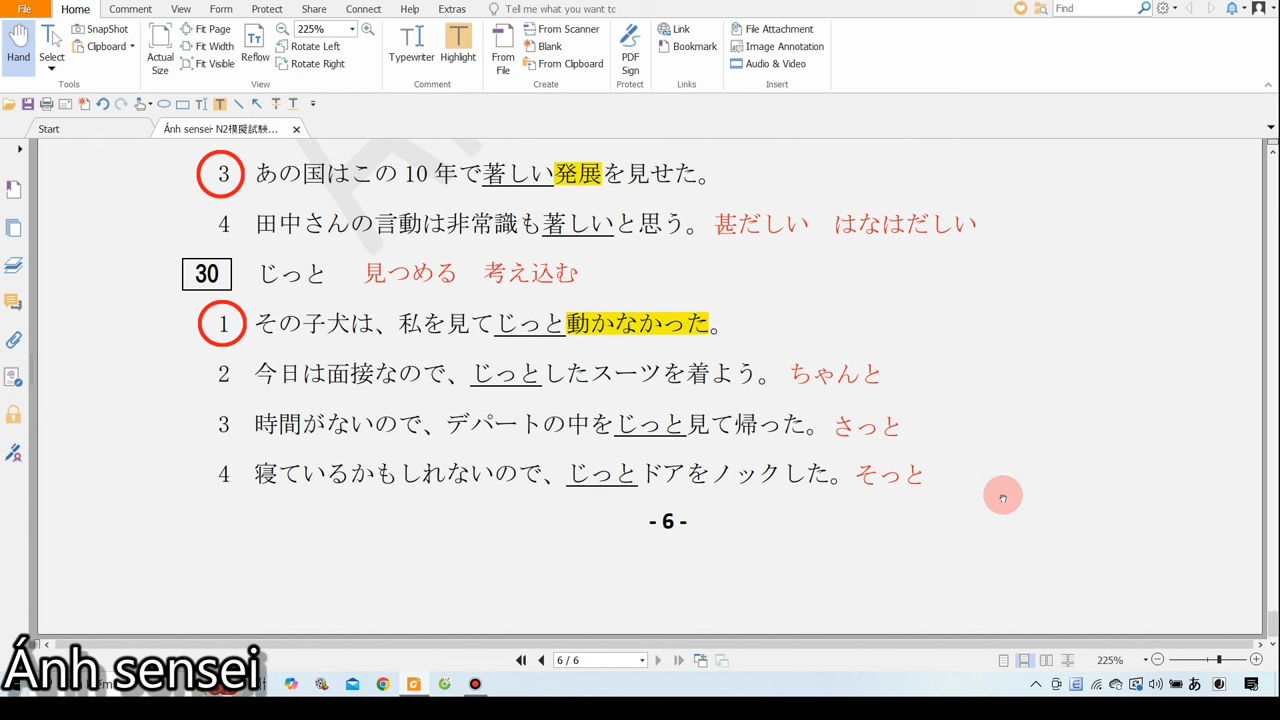 File Home Comment View Form Protect Share Connect Help Extras Tell me what you want to Find
Hand Select SnapShot Clipboard Actual Size Fit Page Fit Width Fit Visible Reflow 225% Rotate Left Rotate Right Typewriter Highlight From File From Scanner Blank From Clipboard PDF Sign Link Bookmark File Attachment Image Annotation Audio & Video
Tools View Comment Create Protect Links Insert
Start Ánh sensei N2模擬試験...
3 あの国はこの 10 年で著しい発展を見せた。
4 田中さんの言動は非常識も著しいと思う。 甚だしい はなはだしい
30 じっと 見つめる 考え込む
1 その子犬は、私を見てじっと動かなかった。
2 今日は面接なので、じっとしたスーツを着よう。 ちゃんと
3 時間がないので、デパートの中をじっと見て帰った。 さっと
4 寝ているかもしれないので、じっとドアをノックした。 そっと
- 6 -
6 / 6 225%
Ánh sensei
あ